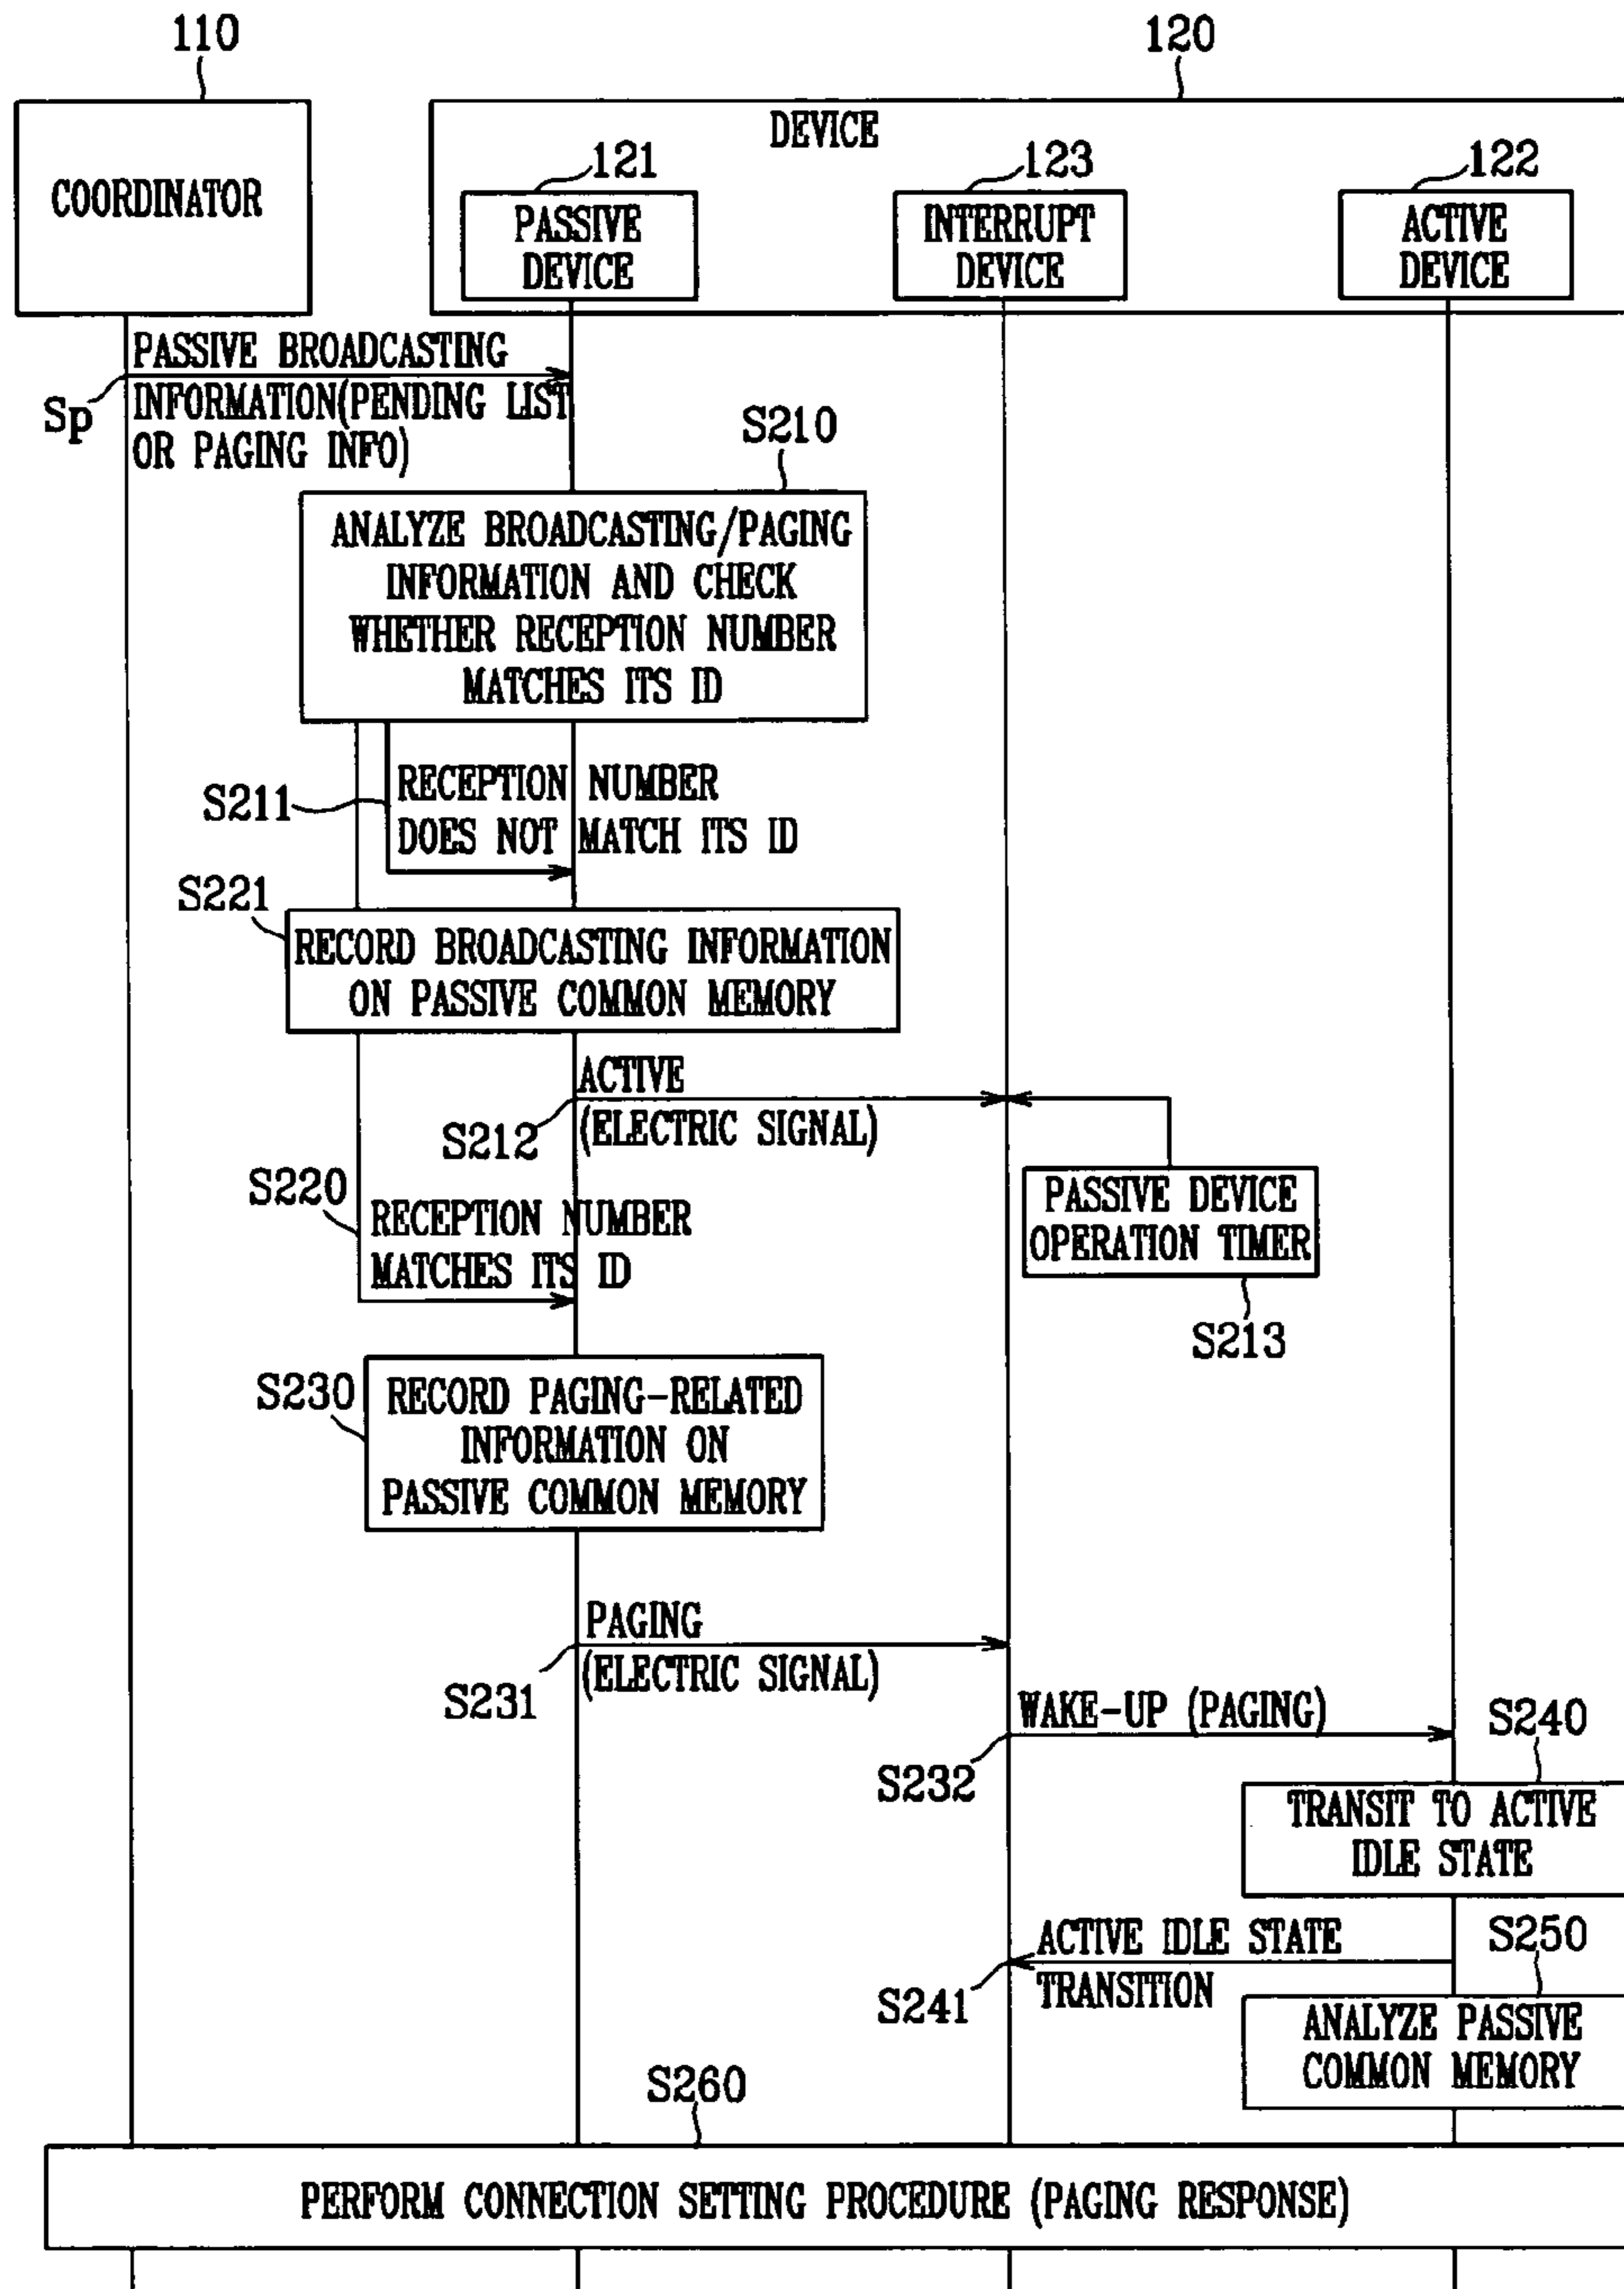 110
120
COORDINATOR
DEVICE
121
123
122
PASSIVE
DEVICE
INTERRUPT
DEVICE
ACTIVE
DEVICE
PASSIVE BROADCASTING
INFORMATION(PENDING LIST
OR PAGING INFO)
Sp
S210
ANALYZE BROADCASTING/PAGING
INFORMATION AND CHECK
WHETHER RECEPTION NUMBER
MATCHES ITS ID
S211
RECEPTION NUMBER
DOES NOT MATCH ITS ID
S221
RECORD BROADCASTING INFORMATION
ON PASSIVE COMMON MEMORY
ACTIVE
(ELECTRIC SIGNAL)
S212
S220
RECEPTION NUMBER
MATCHES ITS ID
PASSIVE DEVICE
OPERATION TIMER
S213
S230
RECORD PAGING-RELATED
INFORMATION ON
PASSIVE COMMON MEMORY
PAGING
(ELECTRIC SIGNAL)
S231
WAKE-UP (PAGING)
S232
S240
TRANSIT TO ACTIVE
IDLE STATE
ACTIVE IDLE STATE
TRANSITION
S241
S250
ANALYZE PASSIVE
COMMON MEMORY
S260
PERFORM CONNECTION SETTING PROCEDURE (PAGING RESPONSE)